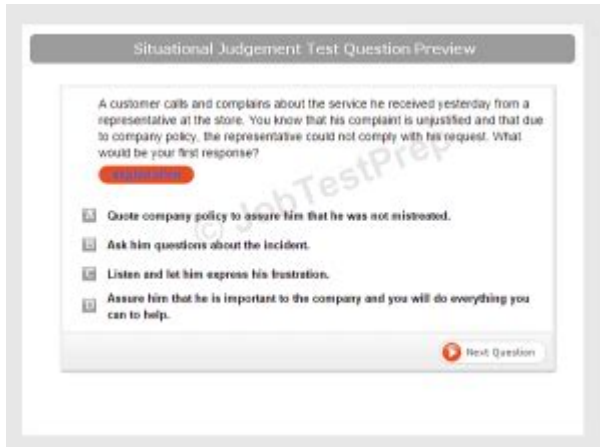 Situational Judgement Test Question Preview
A customer calls and complains about the service he received yesterday from a
representative at the store. You know that his complaint is unjustified and that due
to company policy, the representative could not comply with his request. What
would be your first response?
A Quote company policy to assure him that he was not mistreated.
B Ask him questions about the incident.
C Listen and let him express his frustration.
D Assure him that he is important to the company and you will do everything you
can to help.
© JobTestPrep
Next Question